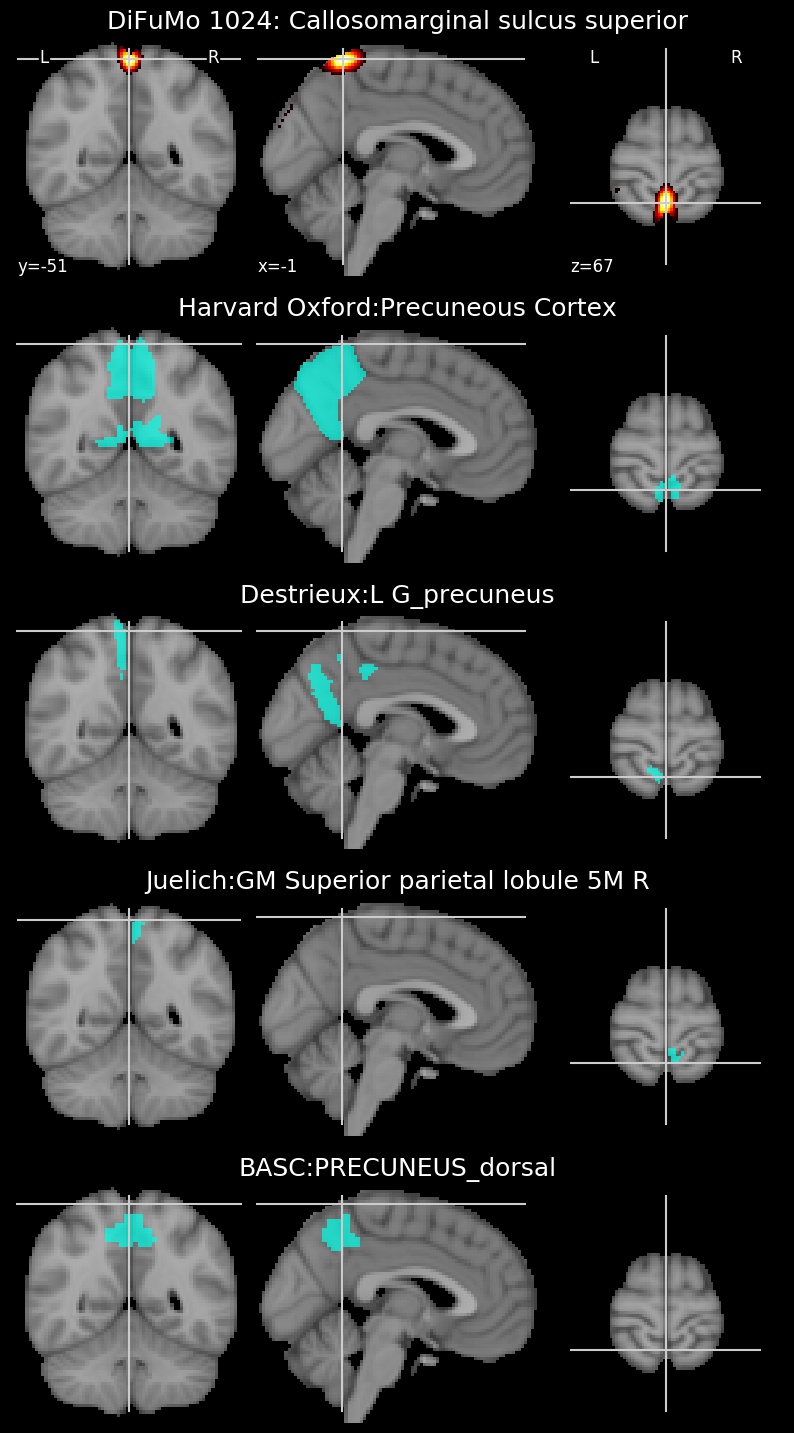 DiFuMo 1024: Callosomarginal sulcus superior
L R L R
y=-51 x=-1 z=67
Harvard Oxford:Precuneous Cortex
Destrieux:L G_precuneus
Juelich:GM Superior parietal lobule 5M R
BASC:PRECUNEUS_dorsal